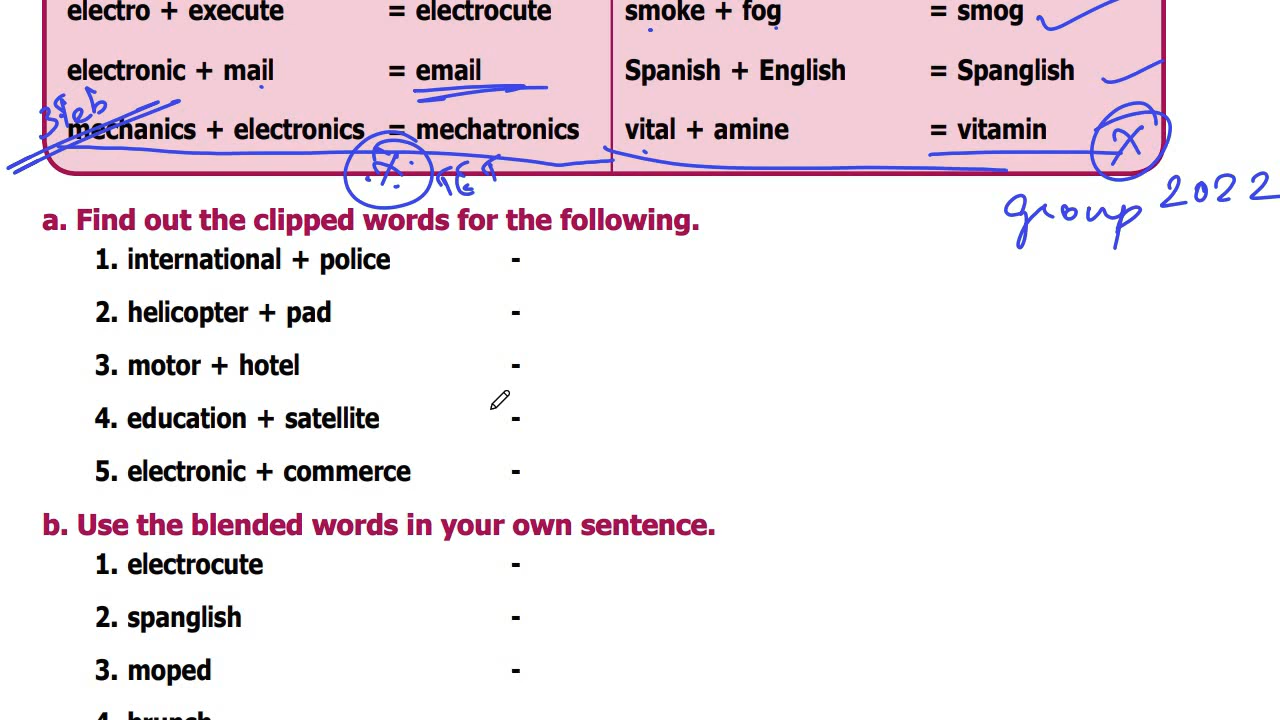 electro + execute = electrocute smoke + fog = smog
electronic + mail = email Spanish + English = Spanglish
mechanics + electronics = mechatronics vital + amine = vitamin
group 2022
a. Find out the clipped words for the following.
1. international + police -
2. helicopter + pad -
3. motor + hotel -
4. education + satellite -
5. electronic + commerce -
b. Use the blended words in your own sentence.
1. electrocute -
2. spanglish -
3. moped -
4. brunch